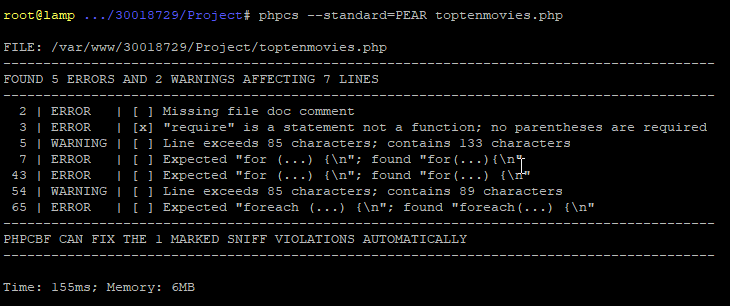 root@lamp .../30018729/Project# phpcs --standard=PEAR toptenmovies.php
FILE: /var/www/30018729/Project/toptenmovies.php
--------------------------------------------------------------------------------
FOUND 5 ERRORS AND 2 WARNINGS AFFECTING 7 LINES
--------------------------------------------------------------------------------
2 | ERROR | [ ] Missing file doc comment
3 | ERROR | [x] "require" is a statement not a function; no parentheses are required
5 | WARNING | [ ] Line exceeds 85 characters; contains 133 characters
7 | ERROR | [ ] Expected "for (...) {\n"; found "for(...){\n"
43 | ERROR | [ ] Expected "for (...) {\n"; found "for(...) {\n"
54 | WARNING | [ ] Line exceeds 85 characters; contains 89 characters
65 | ERROR | [ ] Expected "foreach (...) {\n"; found "foreach(...) {\n"
--------------------------------------------------------------------------------
PHPCBF CAN FIX THE 1 MARKED SNIFF VIOLATIONS AUTOMATICALLY
--------------------------------------------------------------------------------
Time: 155ms; Memory: 6MB